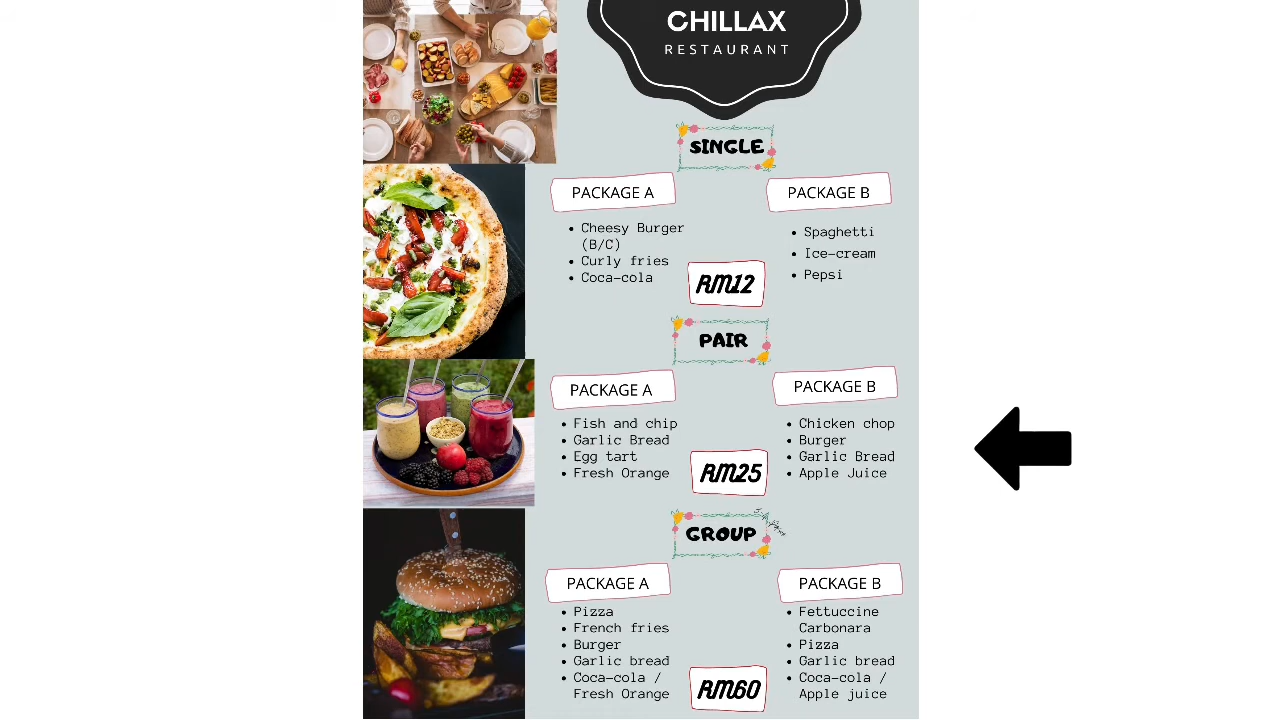 CHILLAX
RESTAURANT
SINGLE
PACKAGE A
Cheesy Burger
(B/C)
Curly fries
Coca-cola
PACKAGE B
Spaghetti
Ice-cream
Pepsi
RM12
PAIR
PACKAGE A
Fish and chip
Garlic Bread
Egg tart
Fresh Orange
PACKAGE B
Chicken chop
Burger
Garlic Bread
Apple Juice
RM25
GROUP
PACKAGE A
Pizza
French fries
Burger
Garlic bread
Coca-cola /
Fresh Orange
PACKAGE B
Fettuccine
Carbonara
Pizza
Garlic bread
Coca-cola /
Apple juice
RM60